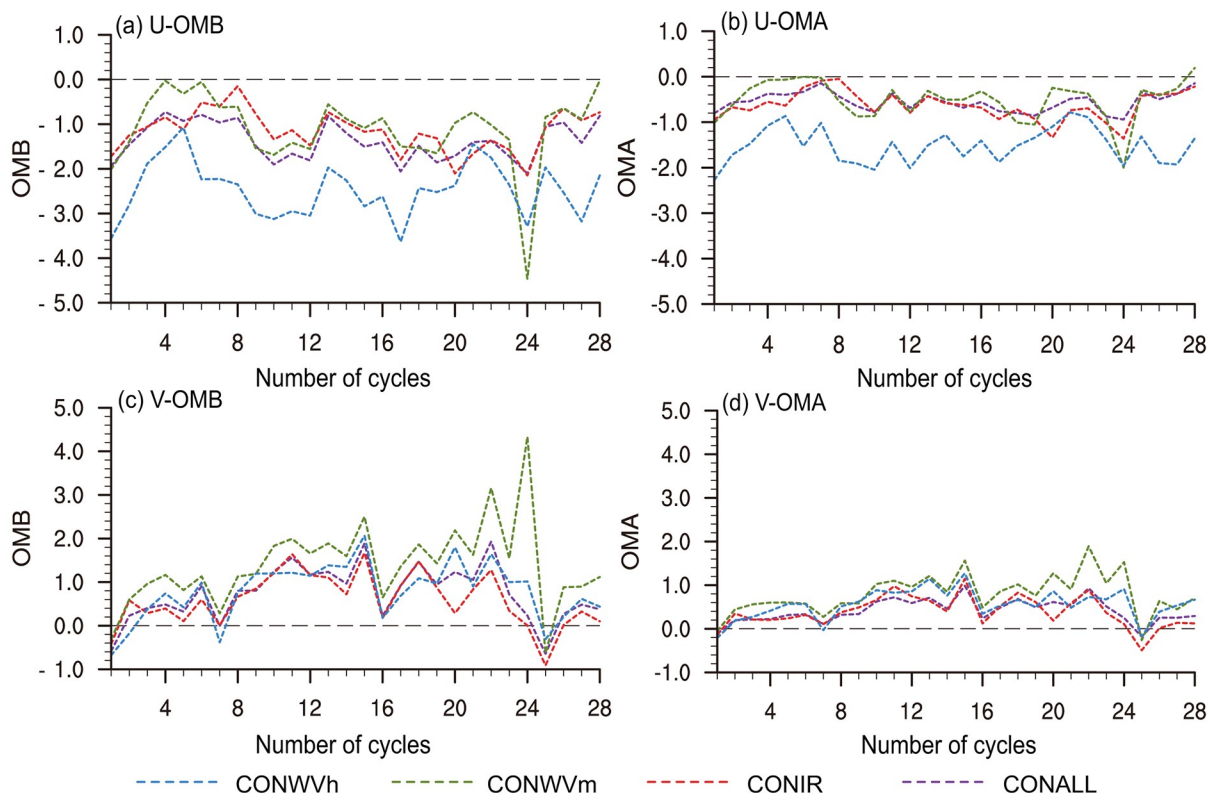 (a) U-OMB
1.0
0.0
- 1.0
- 2.0
- 3.0
- 4.0
- 5.0
OMB
4 8 12 16 20 24 28
Number of cycles
(b) U-OMA
1.0
0.0
-1.0
-2.0
-3.0
-4.0
-5.0
OMA
4 8 12 16 20 24 28
Number of cycles
(c) V-OMB
5.0
4.0
3.0
2.0
1.0
0.0
- 1.0
OMB
4 8 12 16 20 24 28
Number of cycles
(d) V-OMA
5.0
4.0
3.0
2.0
1.0
0.0
-1.0
OMA
4 8 12 16 20 24 28
Number of cycles
CONWVh CONWVm CONIR CONALL